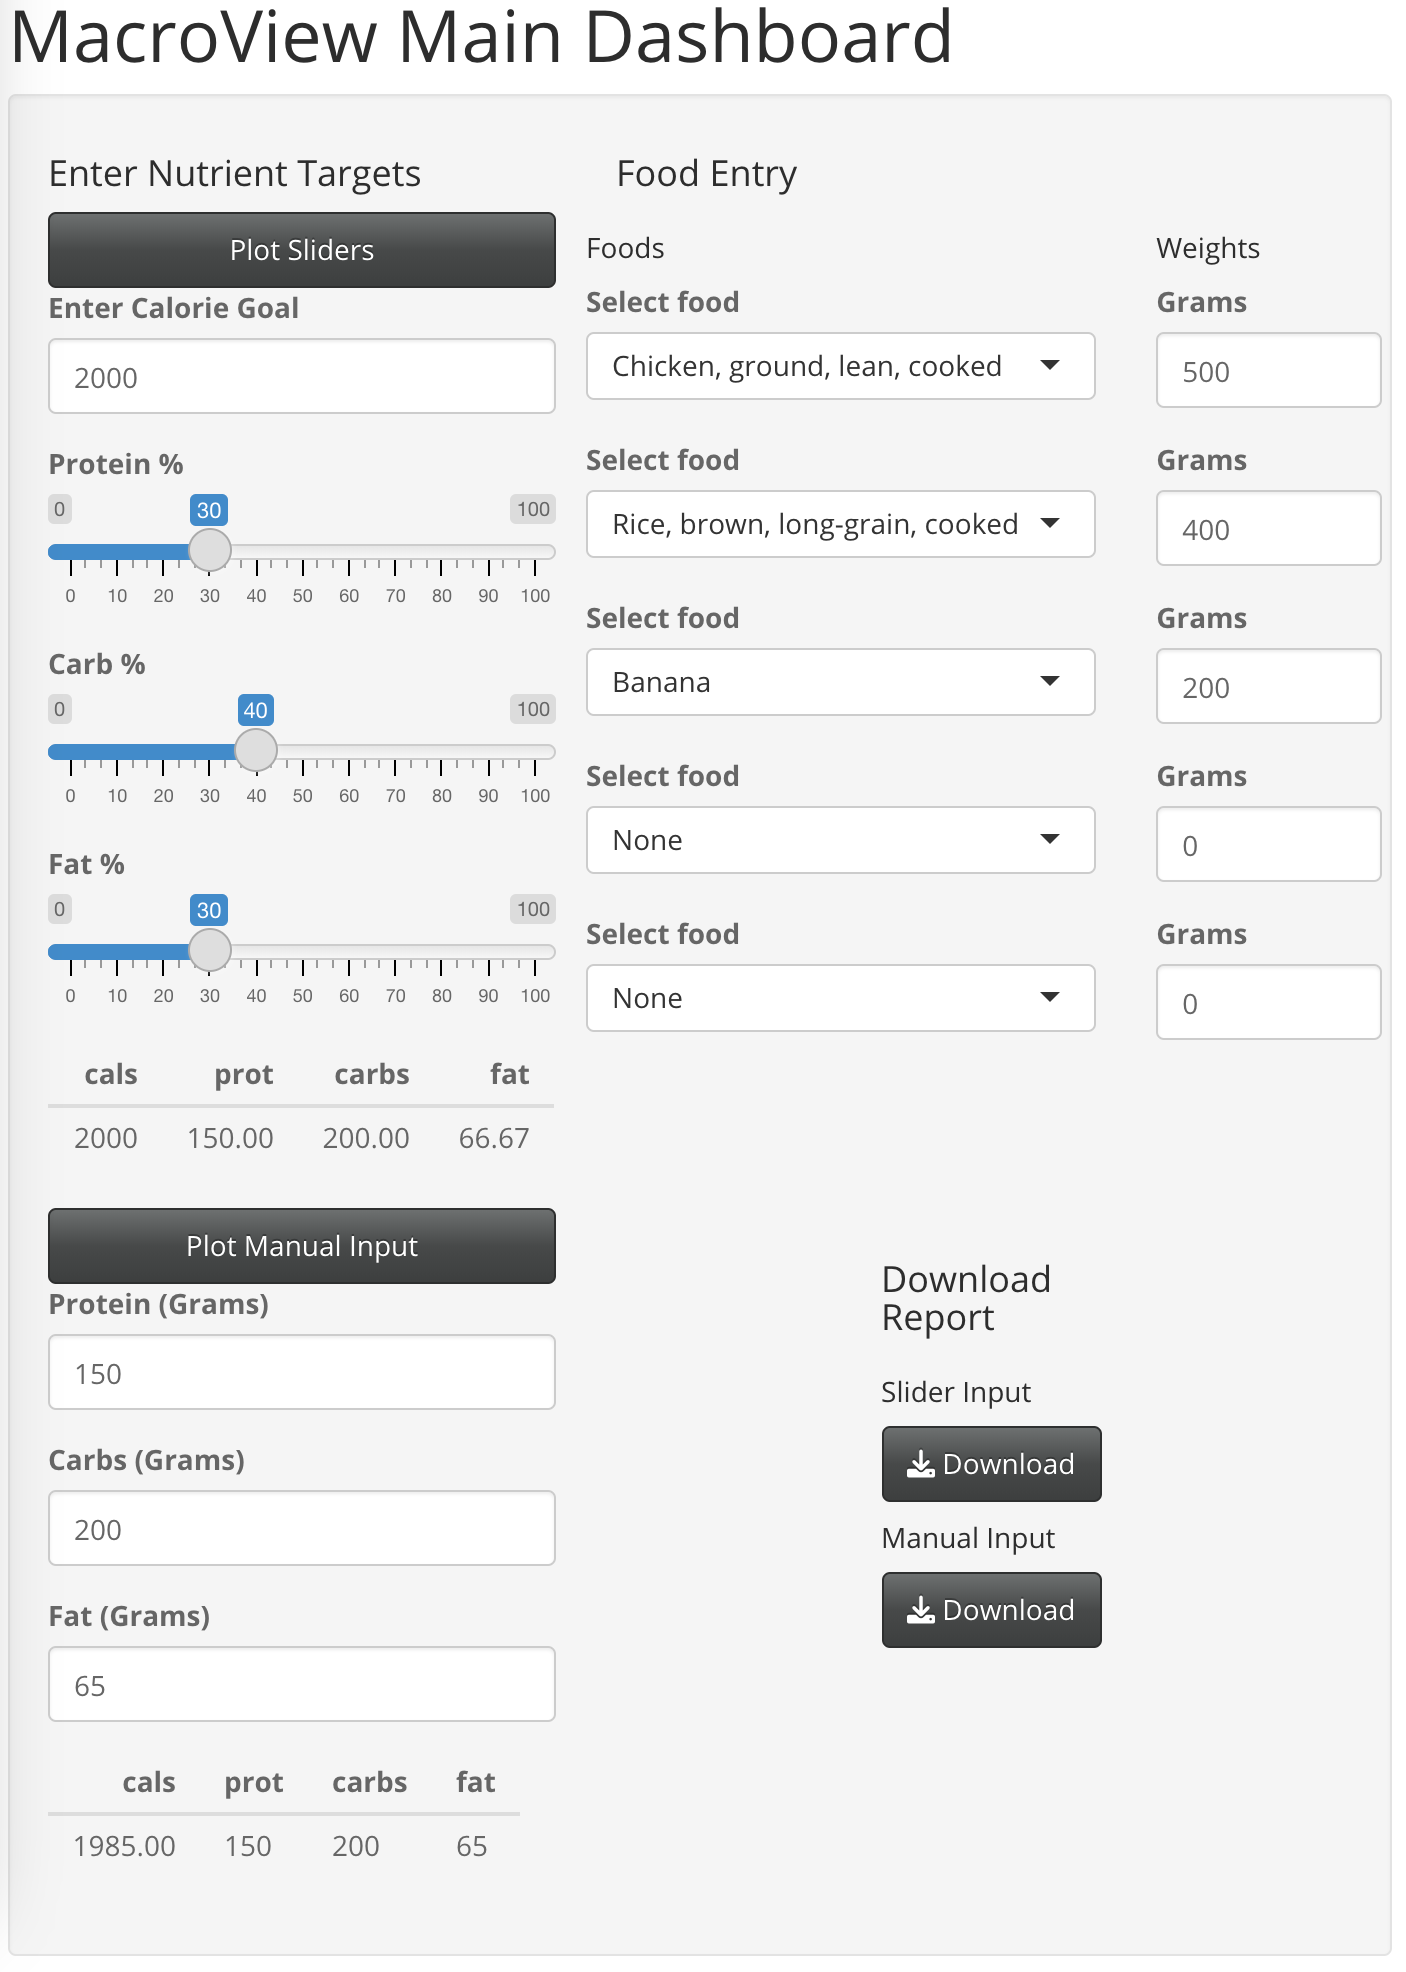 MacroView Main Dashboard
Enter Nutrient Targets
Plot Sliders
Enter Calorie Goal
2000
Protein %
0 30 100
0 10 20 30 40 50 60 70 80 90 100
Carb %
0 40 100
0 10 20 30 40 50 60 70 80 90 100
Fat %
0 30 100
0 10 20 30 40 50 60 70 80 90 100
cals prot carbs fat
2000 150.00 200.00 66.67
Plot Manual Input
Protein (Grams)
150
Carbs (Grams)
200
Fat (Grams)
65
cals prot carbs fat
1985.00 150 200 65
Food Entry
Foods Weights
Select food Grams
Chicken, ground, lean, cooked 500
Select food Grams
Rice, brown, long-grain, cooked 400
Select food Grams
Banana 200
Select food Grams
None 0
Select food Grams
None 0
Download
Report
Slider Input
Download
Manual Input
Download